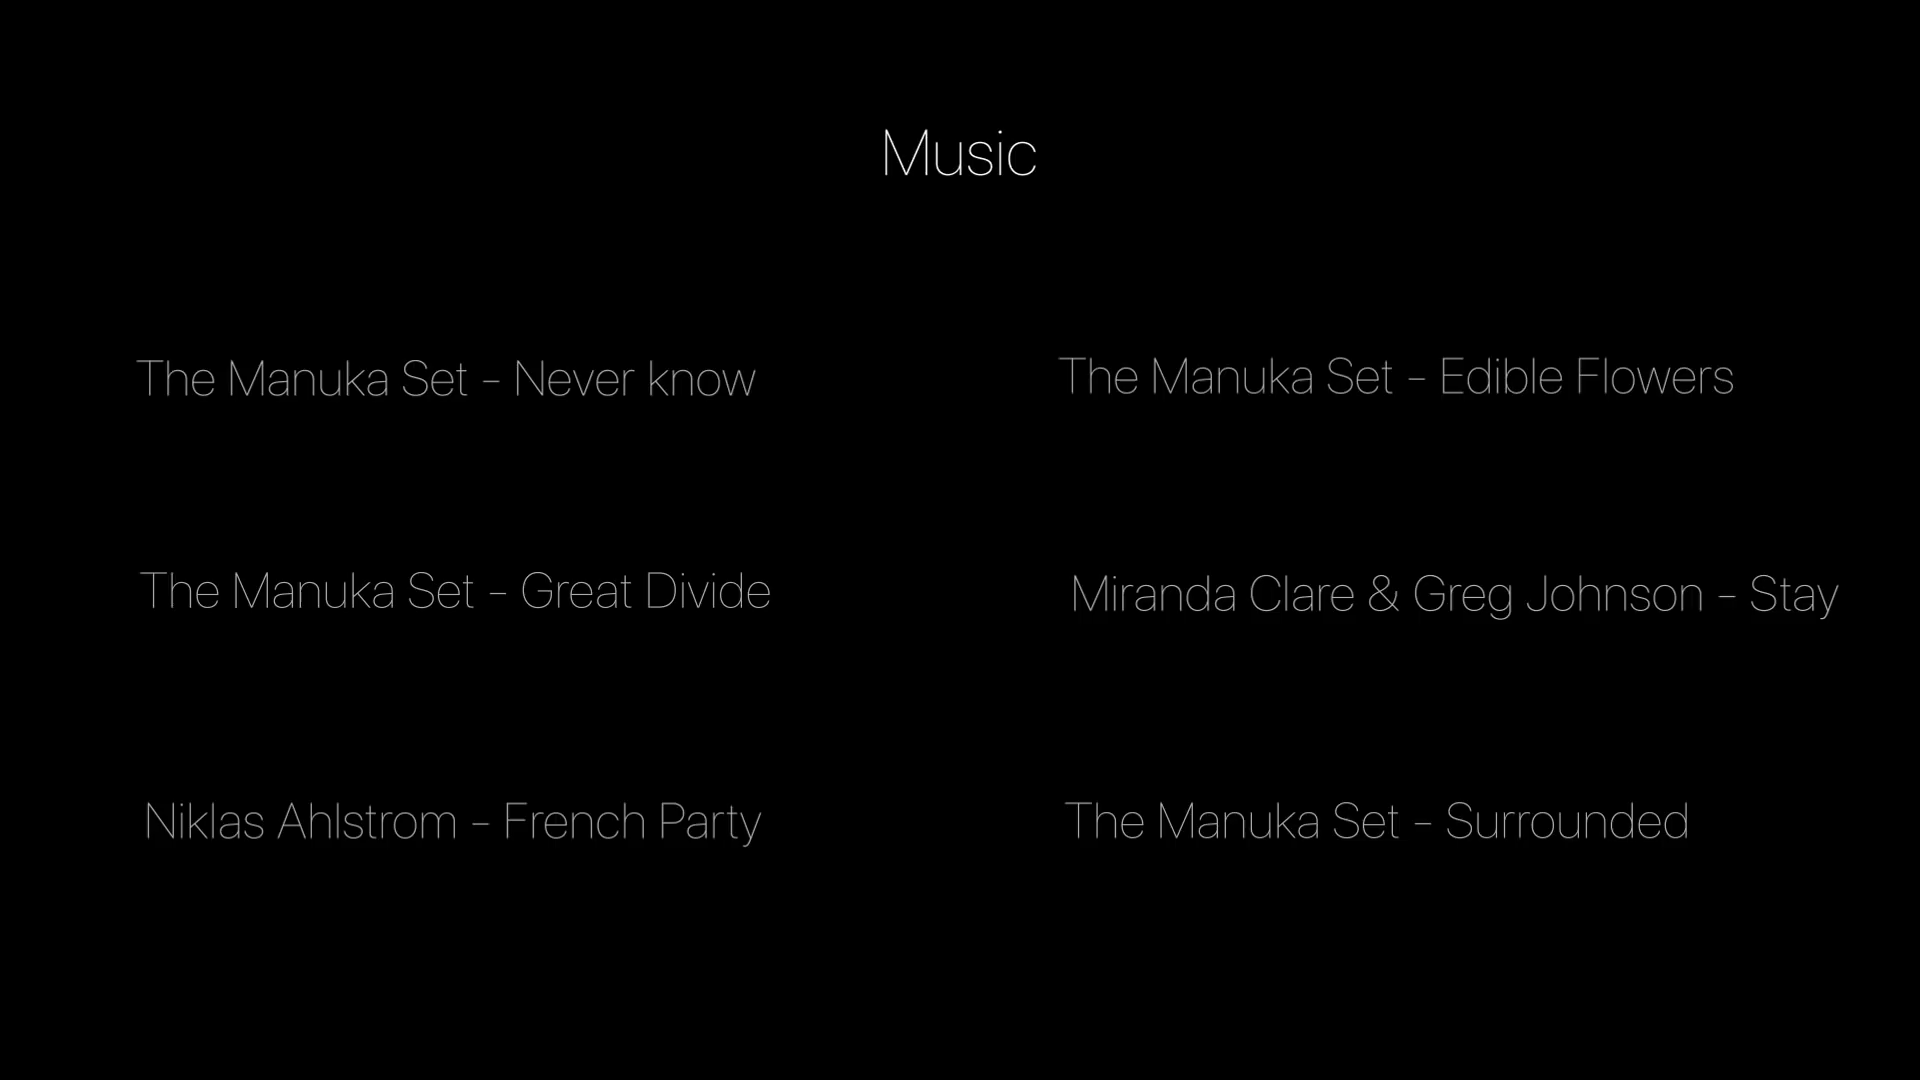 Music
The Manuka Set - Never know
The Manuka Set - Edible Flowers
The Manuka Set - Great Divide
Miranda Clare & Greg Johnson - Stay
Niklas Ahlstrom - French Party
The Manuka Set - Surrounded